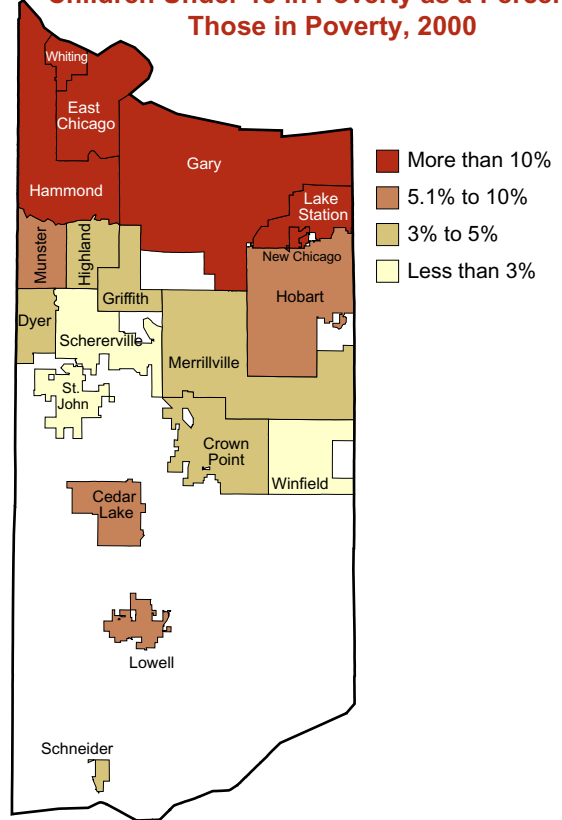 Those in Poverty, 2000
Whiting
East
Chicago
Gary
Hammond
Lake
Station
New Chicago
Munster
Highland
Hobart
Griffith
Dyer
Schererville
Merrillville
St.
John
Crown
Point
Winfield
Cedar
Lake
Lowell
Schneider
More than 10%
5.1% to 10%
3% to 5%
Less than 3%